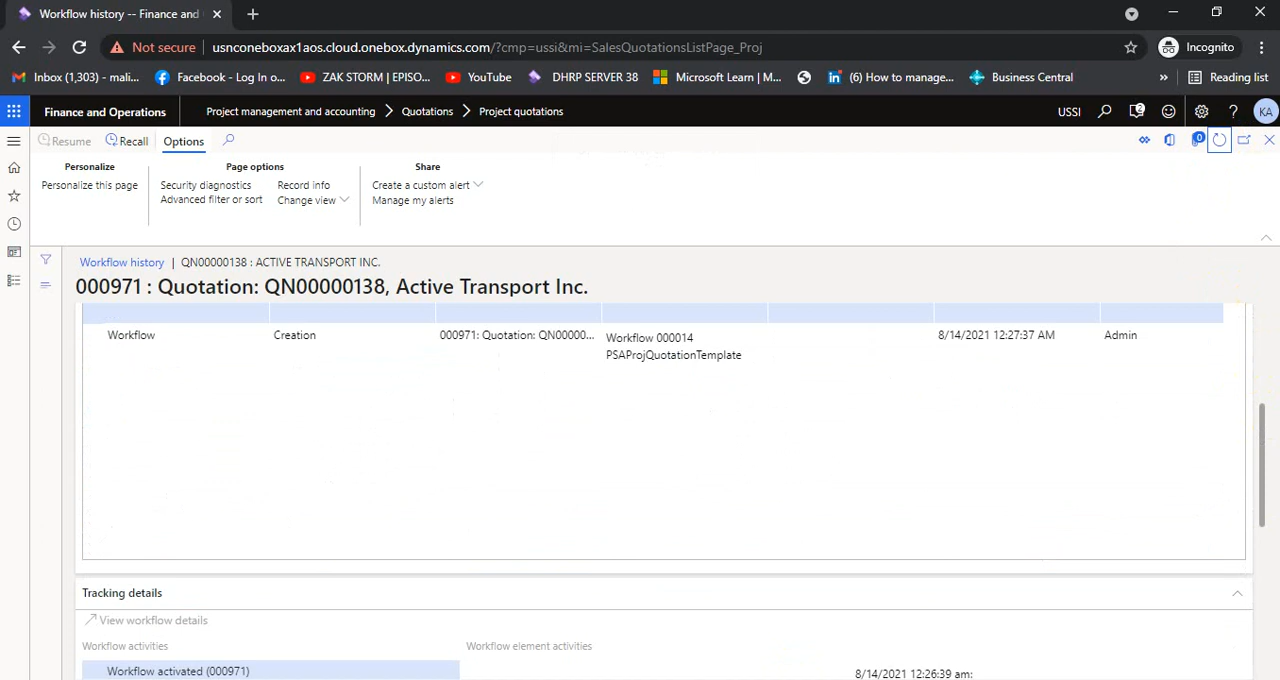 Workflow history -- Finance and
Not secure usnconeboxax1aos.cloud.onebox.dynamics.com/?cmp=ussi&mi=SalesQuotationsListPage_Proj Incognito
Inbox (1,303) - mali... Facebook - Log In o... ZAK STORM | EPISO... YouTube DHRP SERVER 38 Microsoft Learn | M... (6) How to manage... Business Central » Reading list
Finance and Operations Project management and accounting Quotations Project quotations USSI ? KA
Resume Recall Options 0
Personalize Page options Share
Personalize this page Security diagnostics Record info Create a custom alert
Advanced filter or sort Change view Manage my alerts
Workflow history | QN00000138 : ACTIVE TRANSPORT INC.
000971 : Quotation: QN00000138, Active Transport Inc.
Workflow Creation 000971: Quotation: QN00000... Workflow 000014 8/14/2021 12:27:37 AM Admin
PSAProjQuotationTemplate
Tracking details
View workflow details
Workflow activities Workflow element activities
Workflow activated (000971) 8/14/2021 12:26:39 am: